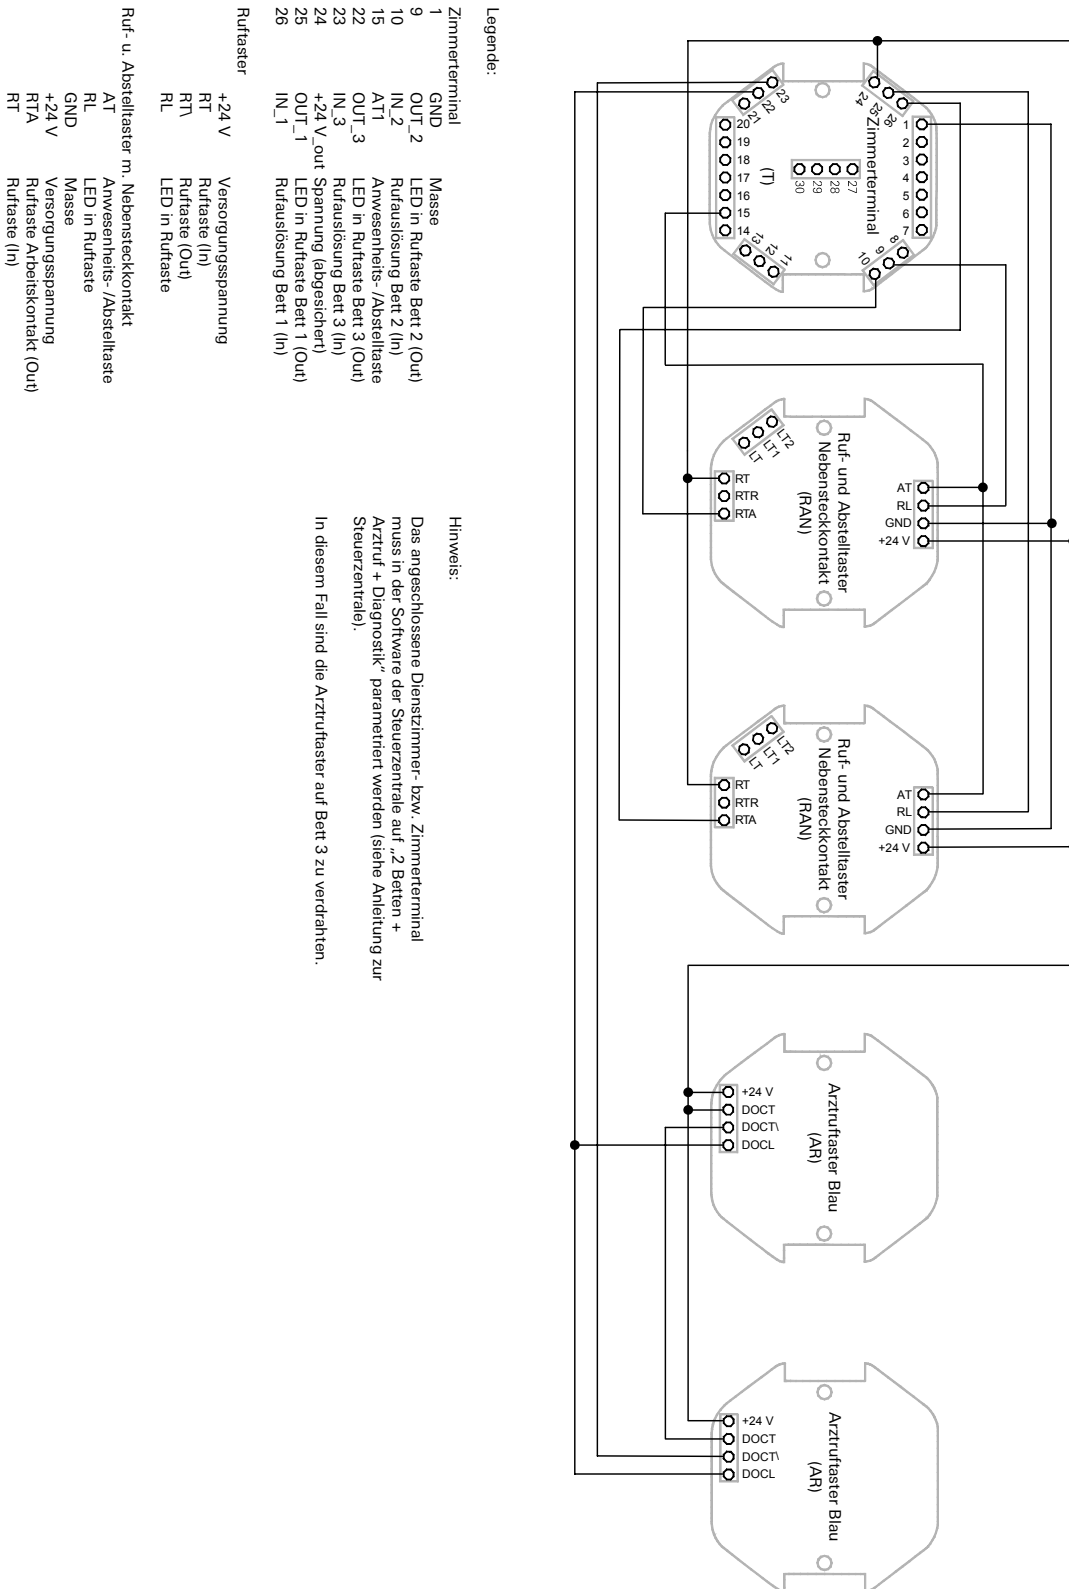 Zimmerterminal
(T)
1
2
3
4
5
6
7
8
9
10
11
12
13
14
15
16
17
18
19
20
21
22
23
24
25
26
27
28
29
30
Ruf- und Abstelltaster
Nebensteckkontakt
(RAN)
AT
RL
GND
+24 V
LT2
LT1
LT
RT
RTR
RTA
Ruf- und Abstelltaster
Nebensteckkontakt
(RAN)
AT
RL
GND
+24 V
LT2
LT1
LT
RT
RTR
RTA
Arztruftaster Blau
(AR)
+24 V
DOCT
DOCT\
DOCL
Arztruftaster Blau
(AR)
+24 V
DOCT
DOCT\
DOCL
Legende:
Zimmerterminal
1 GND Masse
9 OUT_2 LED in Ruftaste Bett 2 (Out)
10 IN_2 Rufauslösung Bett 2 (In)
15 AT1 Anwesenheits- /Abstelltaste
22 OUT_3 LED in Ruftaste Bett 3 (Out)
23 IN_3 Rufauslösung Bett 3 (In)
24 +24 V_out Spannung (abgesichert)
25 OUT_1 LED in Ruftaste Bett 1 (Out)
26 IN_1 Rufauslösung Bett 1 (In)
Ruftaster
+24 V Versorgungsspannung
RT Ruftaste (In)
RT\ Ruftaste (Out)
RL LED in Ruftaste
Ruf- u. Abstelltaster m. Nebensteckkontakt
AT Anwesenheits- /Abstelltaste
RL LED in Ruftaste
GND Masse
+24 V Versorgungsspannung
RTA Ruftaste Arbeitskontakt (Out)
RT Ruftaste (In)
Hinweis:
Das angeschlossene Dienstzimmer- bzw. Zimmerterminal
muss in der Software der Steuerzentrale auf „2 Betten +
Arztruf + Diagnostik“ parametriert werden (siehe Anleitung zur
Steuerzentrale).
In diesem Fall sind die Arztruftaster auf Bett 3 zu verdrahten.